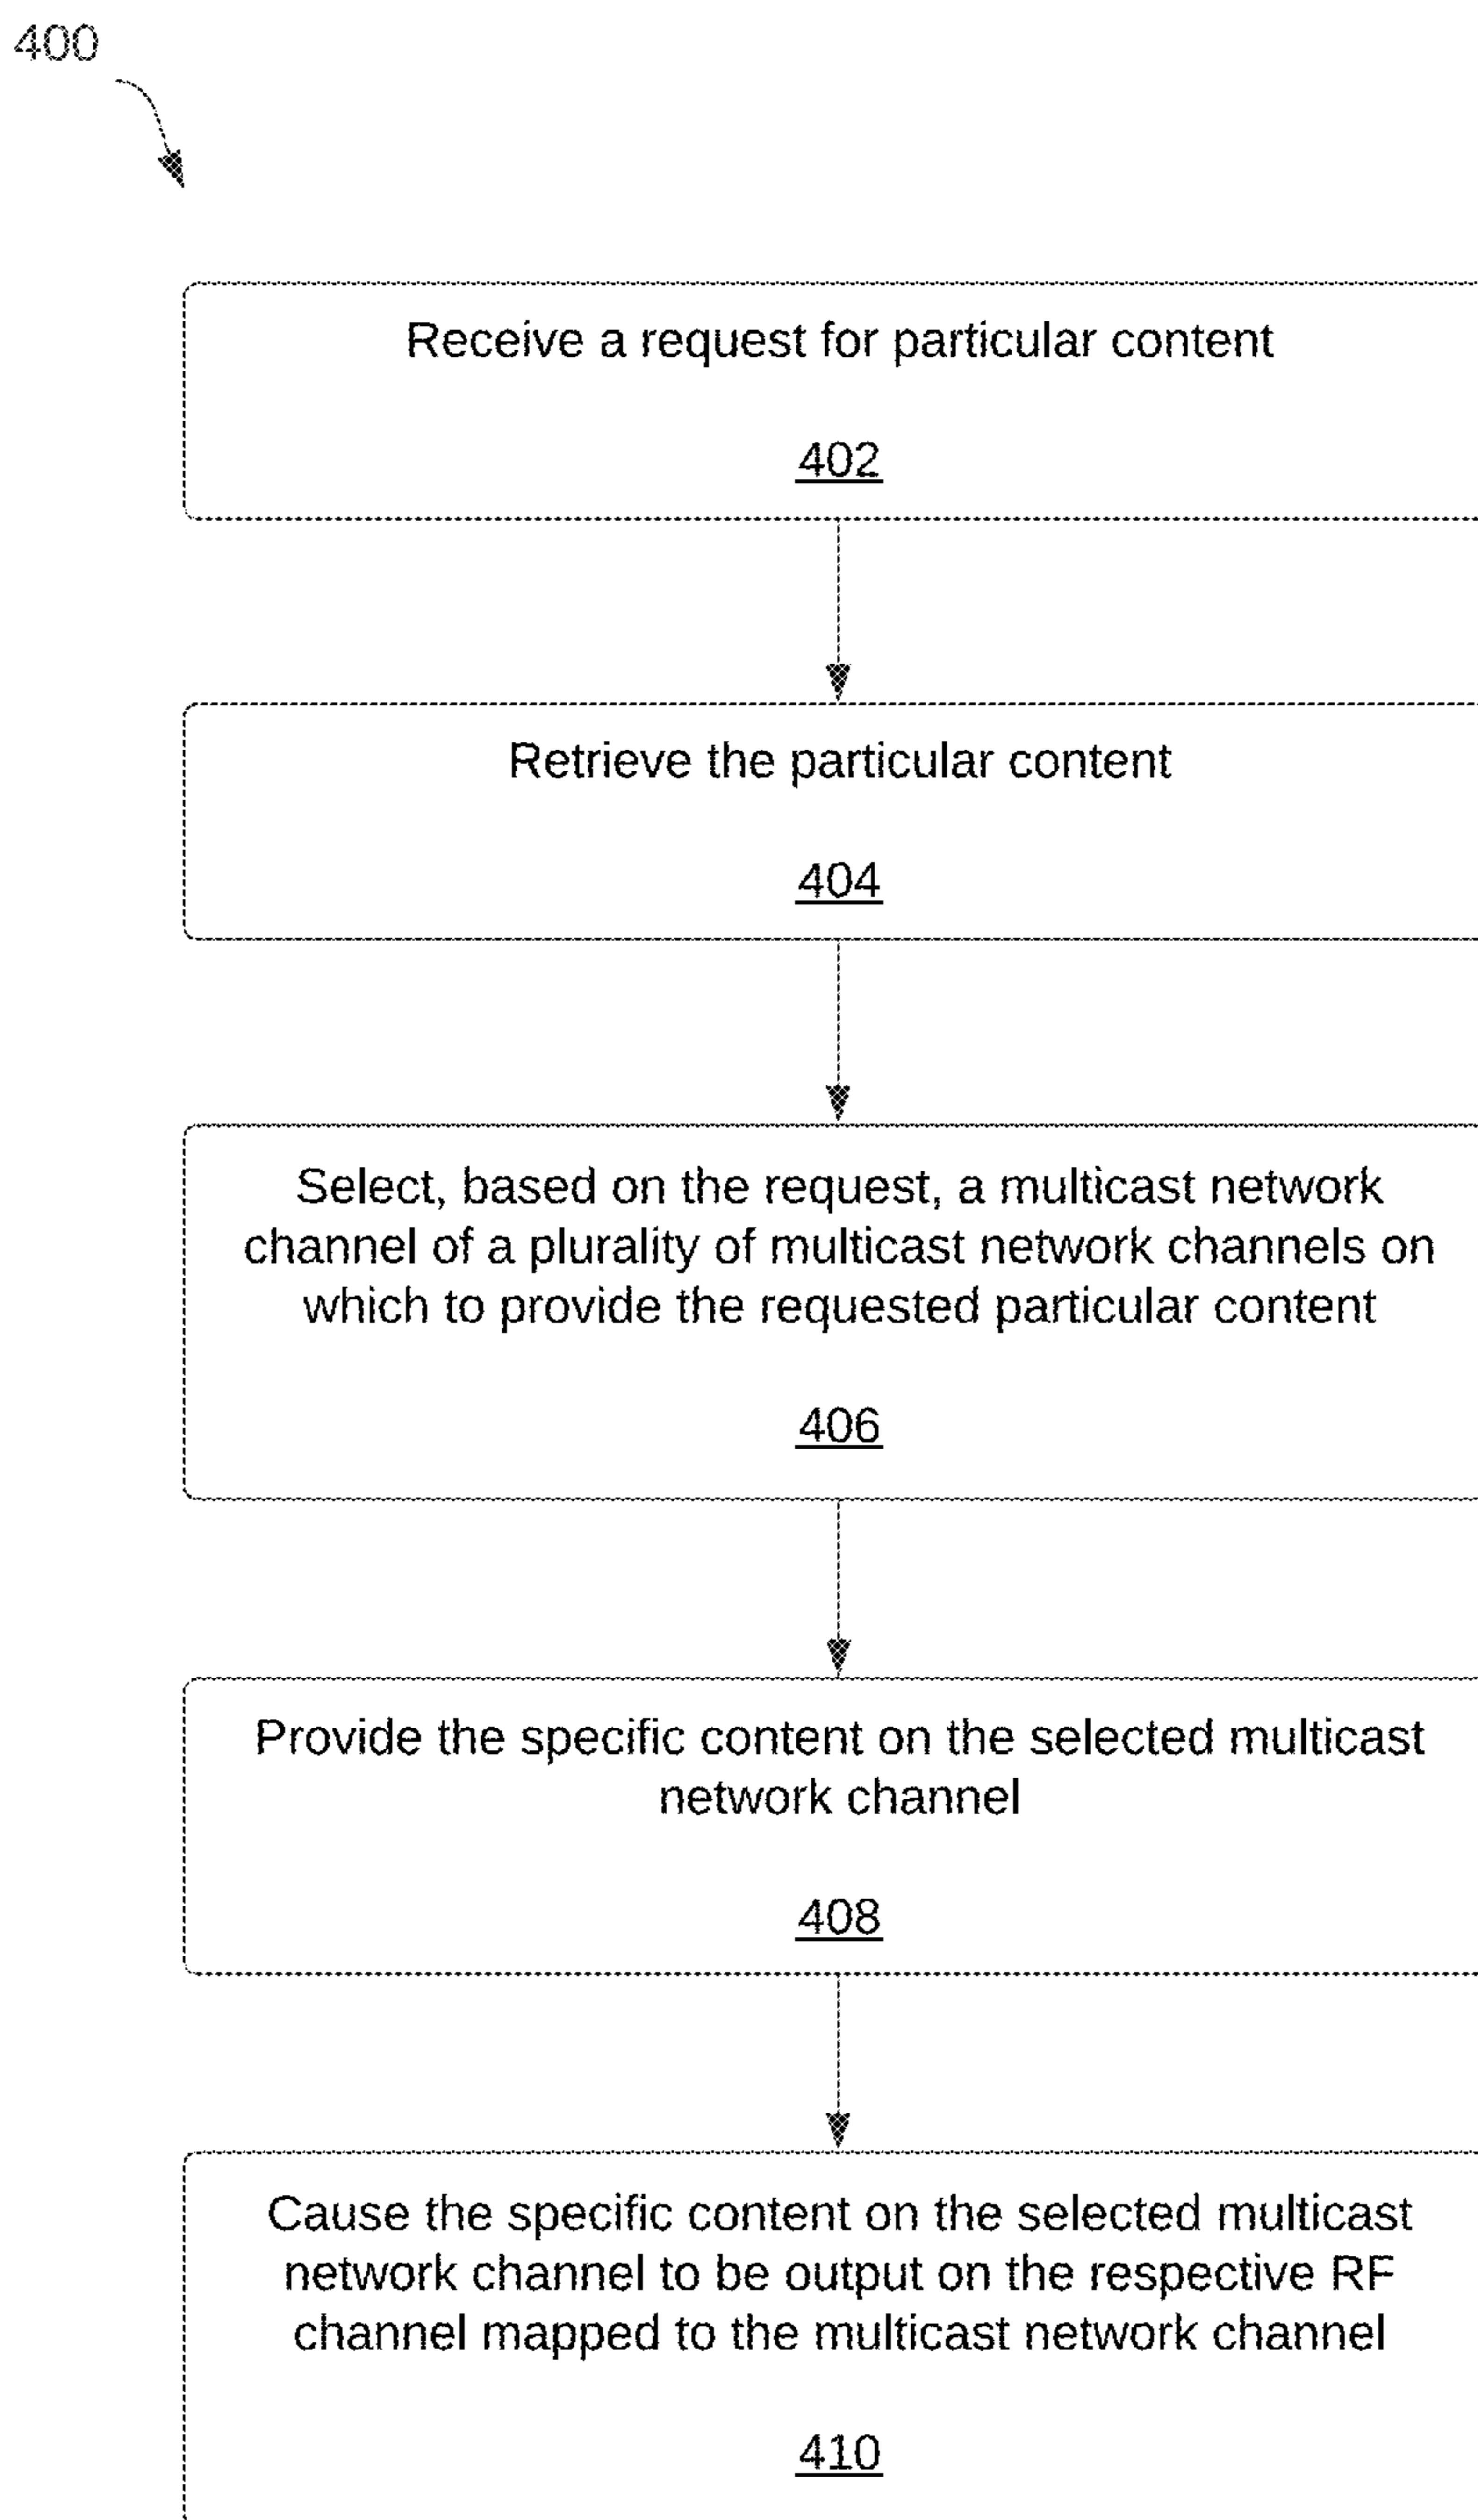 400
Receive a request for particular content
402
Retrieve the particular content
404
Select, based on the request, a multicast network
channel of a plurality of multicast network channels on
which to provide the requested particular content
406
Provide the specific content on the selected multicast
network channel
408
Cause the specific content on the selected multicast
network channel to be output on the respective RF
channel mapped to the multicast network channel
410